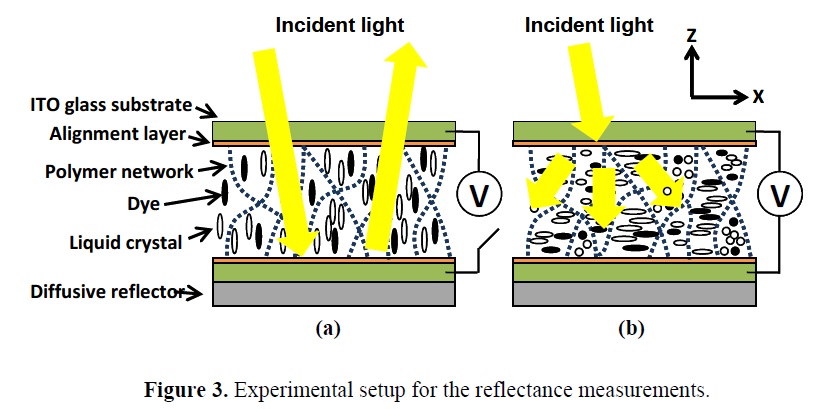 Incident light
Incident light
Z
X
ITO glass substrate
Alignment layer
Polymer network
Dye
Liquid crystal
Diffusive reflector
V
V
(a)
(b)
Figure 3. Experimental setup for the reflectance measurements.